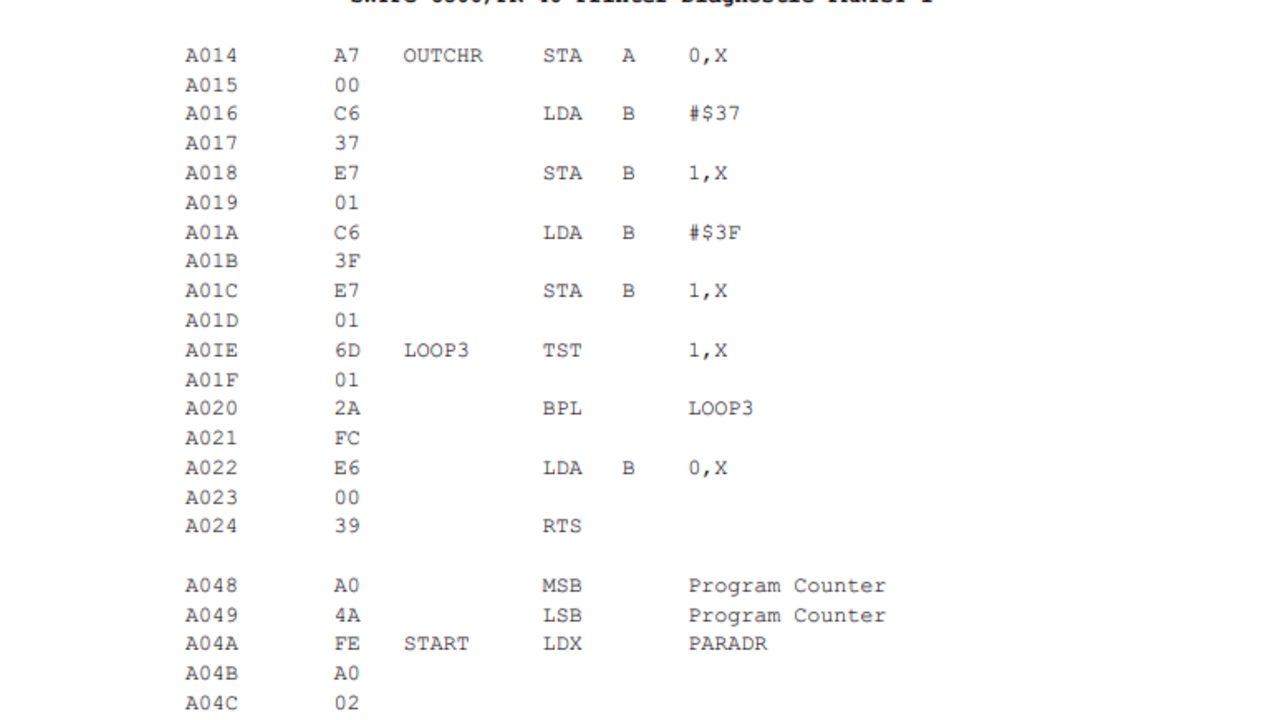 A014 A7 OUTCHR STA A 0,X
A015 00
A016 C6 LDA B #$37
A017 37
A018 E7 STA B 1,X
A019 01
A01A C6 LDA B #$3F
A01B 3F
A01C E7 STA B 1,X
A01D 01
A0IE 6D LOOP3 TST 1,X
A01F 01
A020 2A BPL LOOP3
A021 FC
A022 E6 LDA B 0,X
A023 00
A024 39 RTS
A048 A0 MSB Program Counter
A049 4A LSB Program Counter
A04A FE START LDX PARADR
A04B A0
A04C 02